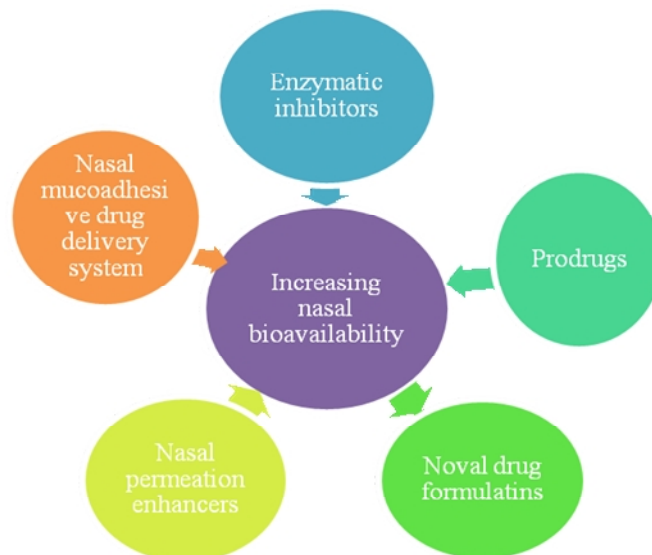 Enzymatic
inhibitors
Nasal
mucoadhesi
ve drug
delivery
system
Prodrugs
Increasing
nasal
bioavailability
Nasal
permeation
enhancers
Noval drug
formulatins